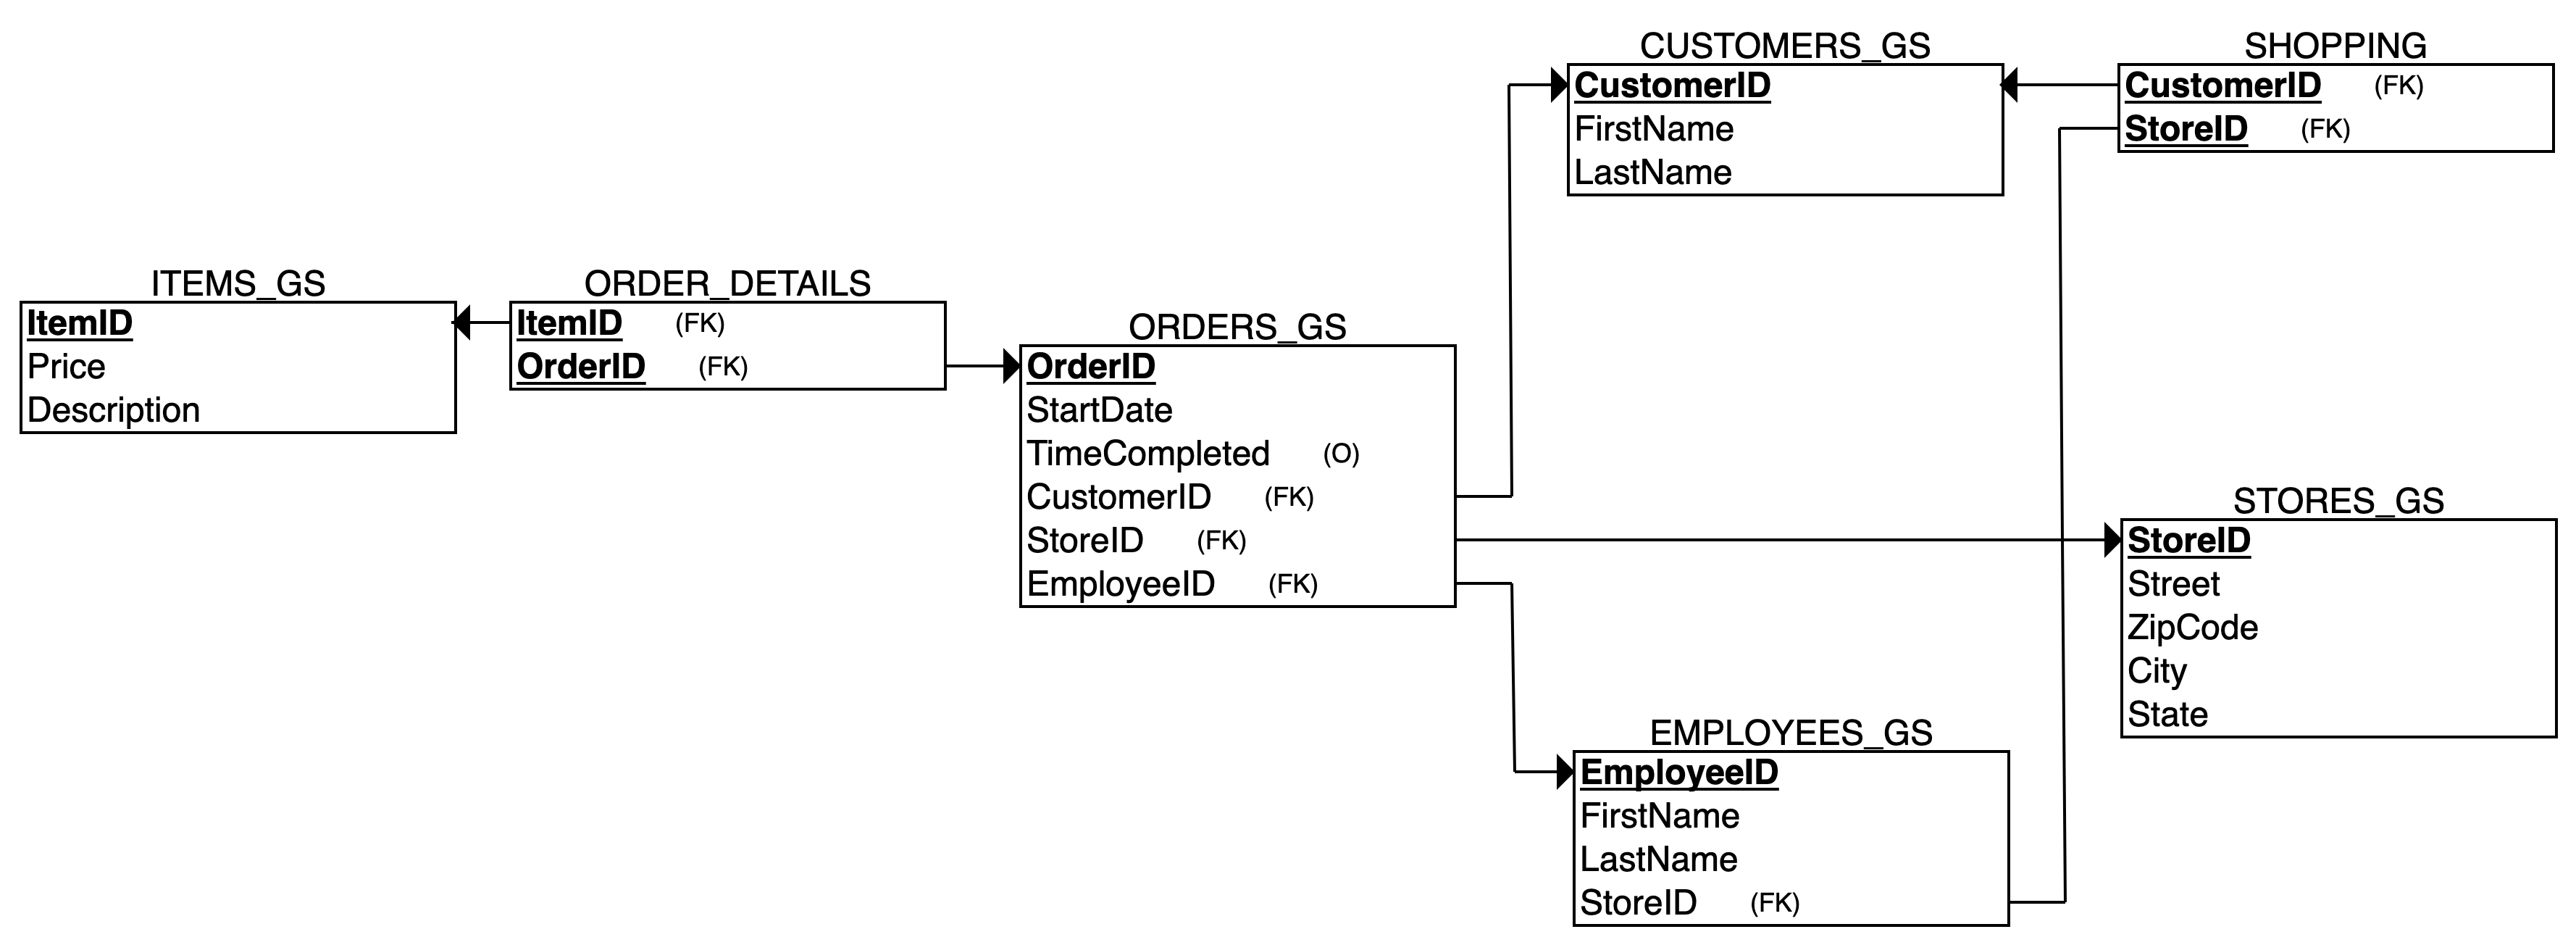 CUSTOMERS_GS
CustomerID
FirstName
LastName
SHOPPING
CustomerID (FK)
StoreID (FK)
ITEMS_GS
ItemID
Price
Description
ORDER_DETAILS
ItemID (FK)
OrderID (FK)
ORDERS_GS
OrderID
StartDate
TimeCompleted (O)
CustomerID (FK)
StoreID (FK)
EmployeeID (FK)
STORES_GS
StoreID
Street
ZipCode
City
State
EMPLOYEES_GS
EmployeeID
FirstName
LastName
StoreID (FK)